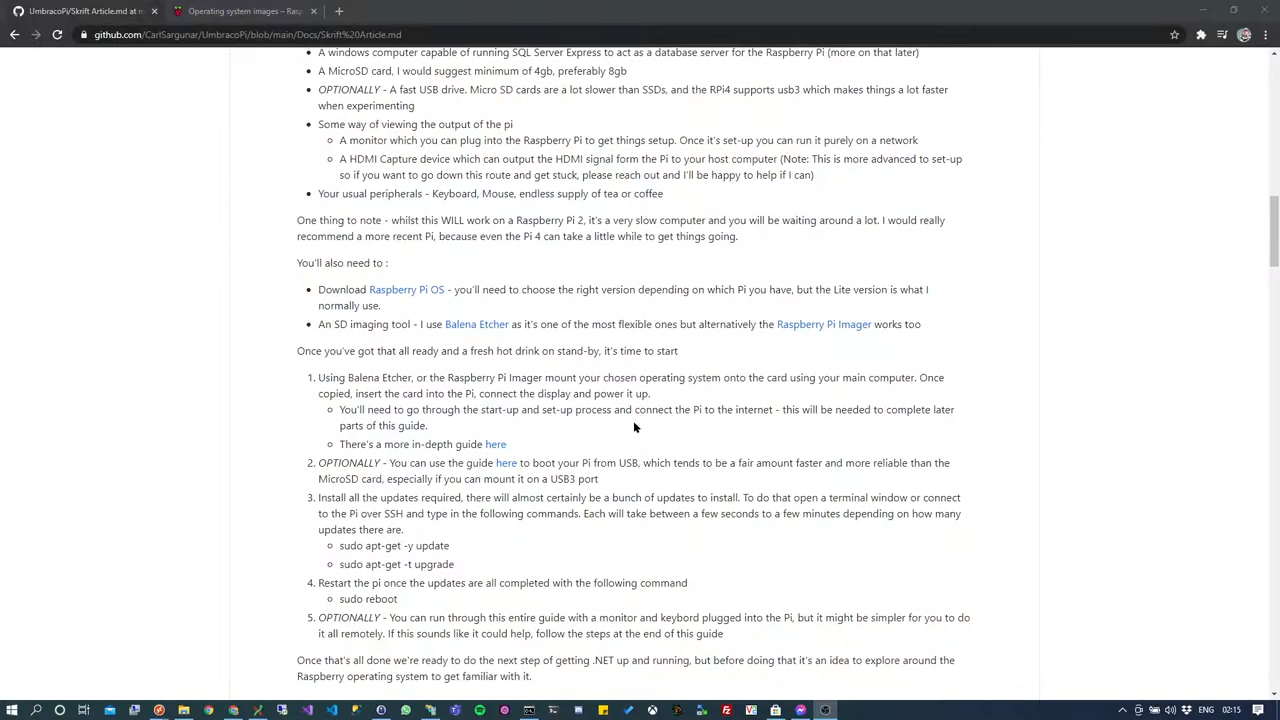 UmbracoPi/Skrift Article.md at m
Operating system images – Rasp
github.com/CarlSargunar/UmbracoPi/blob/main/Docs/Skrift%20Article.md
A windows computer capable of running SQL Server Express to act as a database server for the Raspberry Pi (more on that later)
A MicroSD card, I would suggest minimum of 4gb, preferably 8gb
OPTIONALLY - A fast USB drive. Micro SD cards are a lot slower than SSDs, and the RPi4 supports usb3 which makes things a lot faster
when experimenting
Some way of viewing the output of the pi
A monitor which you can plug into the Raspberry Pi to get things setup. Once it's set-up you can run it purely on a network
A HDMI Capture device which can output the HDMI signal form the Pi to your host computer (Note: This is more advanced to set-up
so if you want to go down this route and get stuck, please reach out and I'll be happy to help if I can)
Your usual peripherals - Keyboard, Mouse, endless supply of tea or coffee
One thing to note - whilst this WILL work on a Raspberry Pi 2, it's a very slow computer and you will be waiting around a lot. I would really
recommend a more recent Pi, because even the Pi 4 can take a little while to get things going.
You'll also need to :
Download Raspberry Pi OS - you'll need to choose the right version depending on which Pi you have, but the Lite version is what I
normally use.
An SD imaging tool - I use Balena Etcher as it's one of the most flexible ones but alternatively the Raspberry Pi Imager works too
Once you've got that all ready and a fresh hot drink on stand-by, it's time to start
1. Using Balena Etcher, or the Raspberry Pi Imager mount your chosen operating system onto the card using your main computer. Once
copied, insert the card into the Pi, connect the display and power it up.
You'll need to go through the start-up and set-up process and connect the Pi to the internet - this will be needed to complete later
parts of this guide.
There's a more in-depth guide here
2. OPTIONALLY - You can use the guide here to boot your Pi from USB, which tends to be a fair amount faster and more reliable than the
MicroSD card, especially if you can mount it on a USB3 port
3. Install all the updates required, there will almost certainly be a bunch of updates to install. To do that open a terminal window or connect
to the Pi over SSH and type in the following commands. Each will take between a few seconds to a few minutes depending on how many
updates there are.
sudo apt-get -y update
sudo apt-get -t upgrade
4. Restart the pi once the updates are all completed with the following command
sudo reboot
5. OPTIONALLY - You can run through this entire guide with a monitor and keybord plugged into the Pi, but it might be simpler for you to do
it all remotely. If this sounds like it could help, follow the steps at the end of this guide
Once that's all done we're ready to do the next step of getting .NET up and running, but before doing that it's an idea to explore around the
Raspberry operating system to get familiar with it.
ENG 02:15